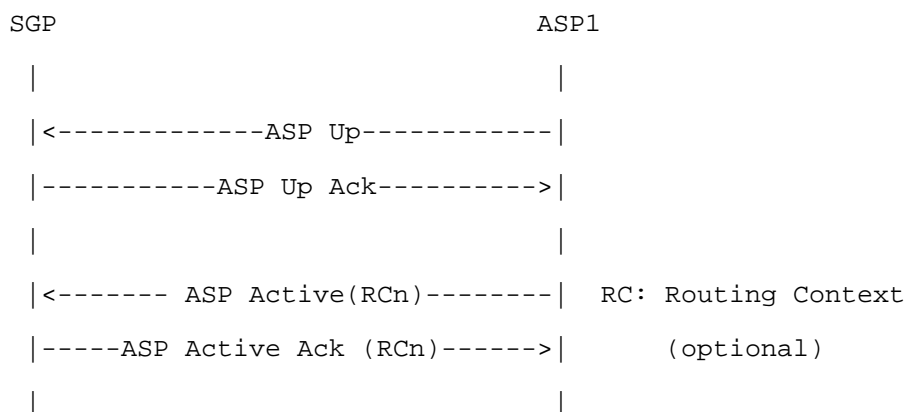 SGP                                     ASP1
 |                                       |
 |<-------------ASP Up------------|
 |-----------ASP Up Ack---------->|
 |                                       |
 |<------- ASP Active(RCn)--------|  RC: Routing Context
 |-----ASP Active Ack (RCn)------>|      (optional)
 |                                       |